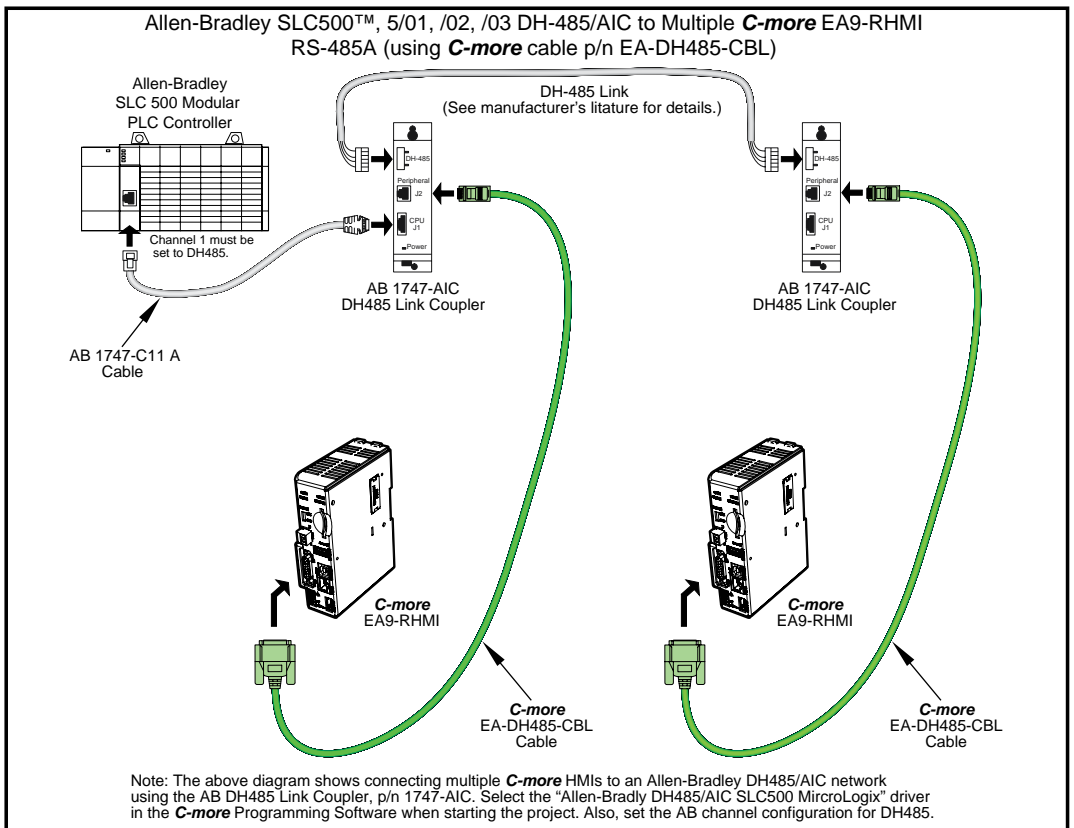 Allen-Bradley SLC500™, 5/01, /02, /03 DH-485/AIC to Multiple C-more EA9-RHMI
RS-485A (using C-more cable p/n EA-DH485-CBL)
Allen-Bradley
SLC 500 Modular
PLC Controller
DH-485 Link
(See manufacturer's litature for details.)
DH-485
Peripheral
J2
CPU
J1
Power
Channel 1 must be
set to DH485.
AB 1747-AIC
DH485 Link Coupler
AB 1747-C11 A
Cable
DH-485
Peripheral
J2
CPU
J1
Power
AB 1747-AIC
DH485 Link Coupler
C-more
EA9-RHMI
C-more
EA-DH485-CBL
Cable
C-more
EA9-RHMI
C-more
EA-DH485-CBL
Cable
Note: The above diagram shows connecting multiple C-more HMIs to an Allen-Bradley DH485/AIC network
using the AB DH485 Link Coupler, p/n 1747-AIC. Select the “Allen-Bradly DH485/AIC SLC500 MircroLogix” driver
in the C-more Programming Software when starting the project. Also, set the AB channel configuration for DH485.